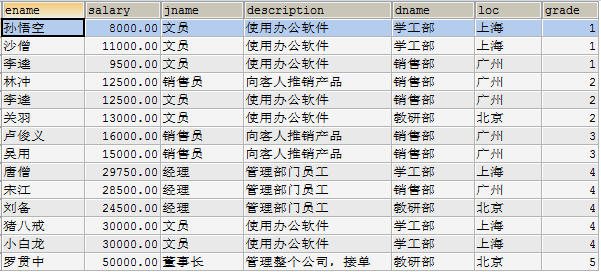 ename salary jname description dname loc grade
孙悟空 8000.00 文员 使用办公软件 学工部 上海 1
沙僧 11000.00 文员 使用办公软件 学工部 上海 1
李逵 9500.00 文员 使用办公软件 销售部 广州 1
林冲 12500.00 销售员 向客人推销产品 销售部 广州 2
李逵 12500.00 文员 使用办公软件 销售部 广州 2
关羽 13000.00 文员 使用办公软件 教研部 北京 2
卢俊义 16000.00 销售员 向客人推销产品 销售部 广州 3
吴用 15000.00 销售员 向客人推销产品 销售部 广州 3
唐僧 29750.00 经理 管理部门员工 学工部 上海 4
宋江 28500.00 经理 管理部门员工 销售部 广州 4
刘备 24500.00 经理 管理部门员工 教研部 北京 4
猪八戒 30000.00 文员 使用办公软件 学工部 上海 4
小白龙 30000.00 文员 使用办公软件 学工部 上海 4
罗贯中 50000.00 董事长 管理整个公司, 接单 教研部 北京 5